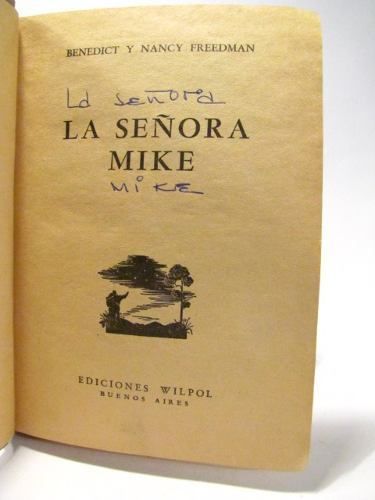 BENEDICT Y NANCY FREEDMAN
La señora
LA SEÑORA
MIKE
MIKE
EDICIONES WILPOL
BUENOS AIRES